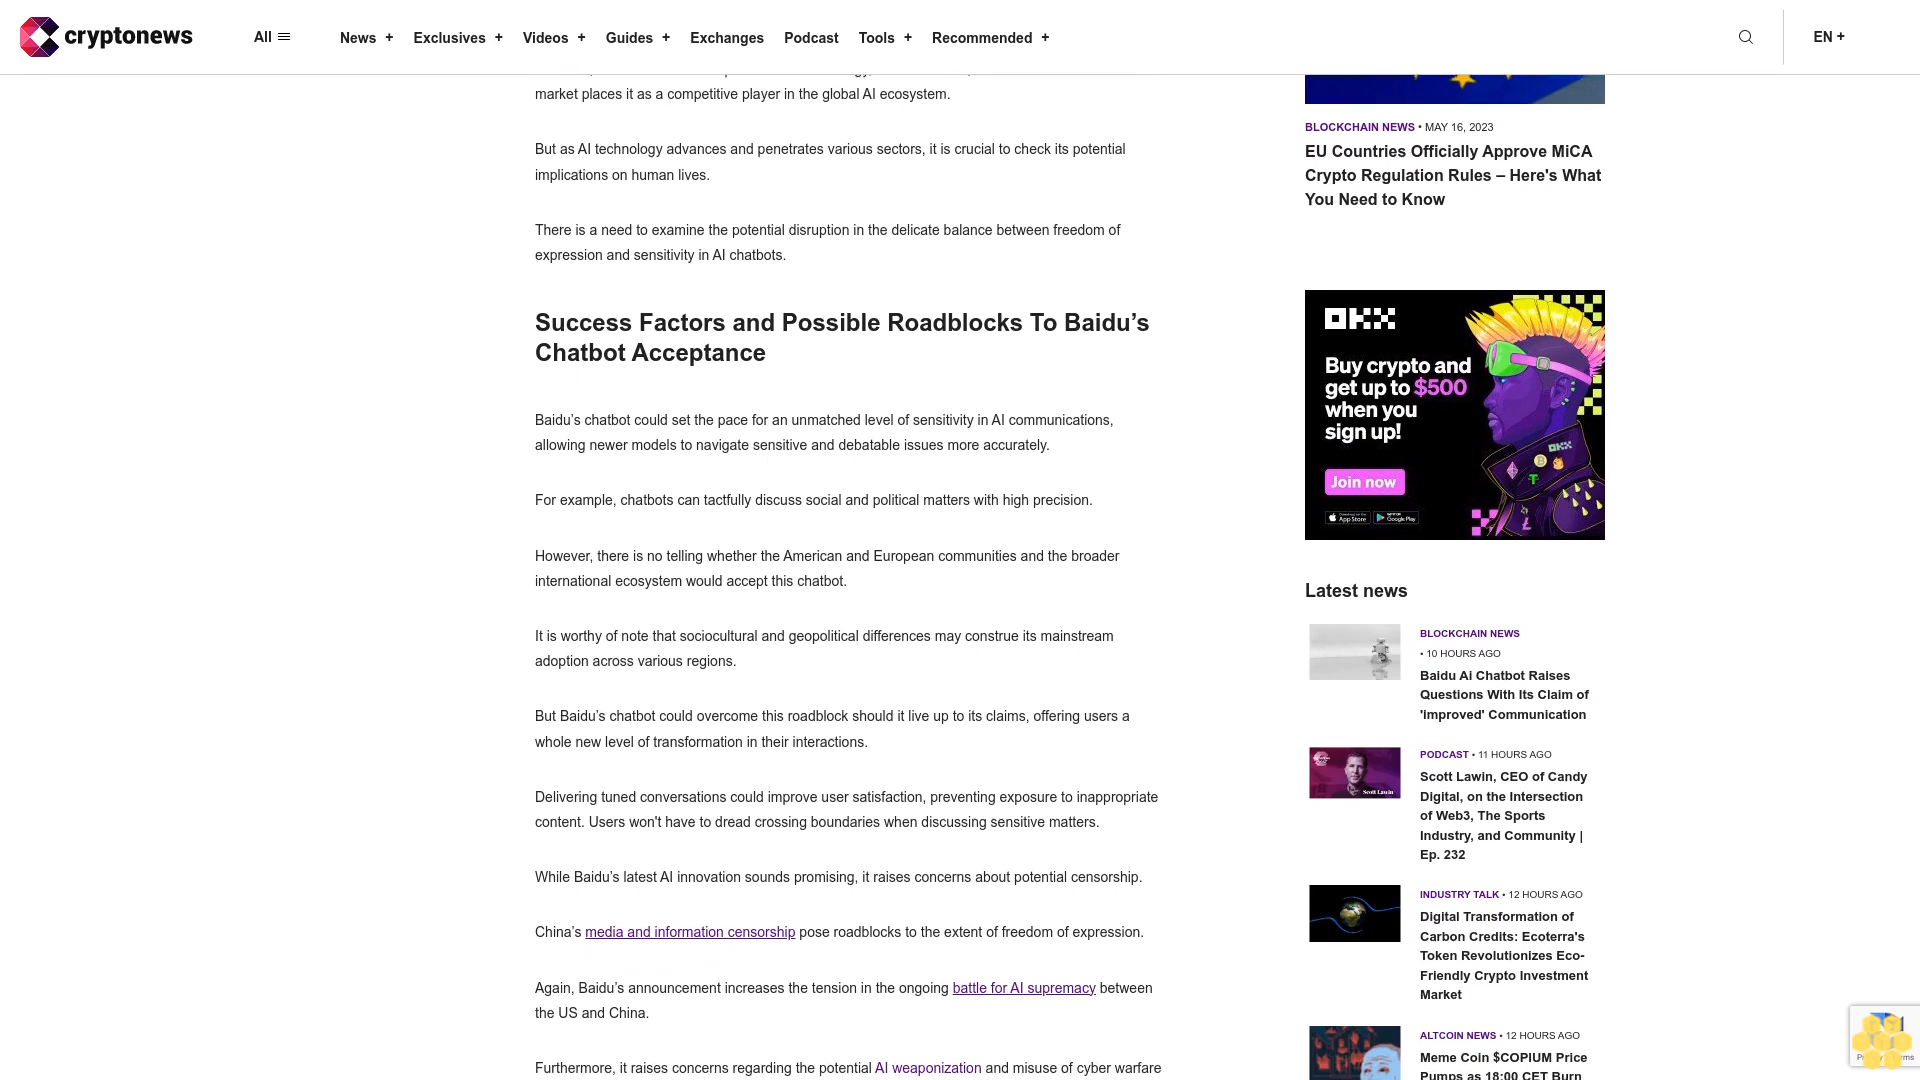 cryptonews
All
News +
Exclusives +
Videos +
Guides +
Exchanges
Podcast
Tools +
Recommended +
EN +
market places it as a competitive player in the global AI ecosystem.
But as AI technology advances and penetrates various sectors, it is crucial to check its potential
implications on human lives.
There is a need to examine the potential disruption in the delicate balance between freedom of
expression and sensitivity in AI chatbots.
Success Factors and Possible Roadblocks To Baidu’s
Chatbot Acceptance
Baidu’s chatbot could set the pace for an unmatched level of sensitivity in AI communications,
allowing newer models to navigate sensitive and debatable issues more accurately.
For example, chatbots can tactfully discuss social and political matters with high precision.
However, there is no telling whether the American and European communities and the broader
international ecosystem would accept this chatbot.
It is worthy of note that sociocultural and geopolitical differences may construe its mainstream
adoption across various regions.
But Baidu’s chatbot could overcome this roadblock should it live up to its claims, offering users a
whole new level of transformation in their interactions.
Delivering tuned conversations could improve user satisfaction, preventing exposure to inappropriate
content. Users won't have to dread crossing boundaries when discussing sensitive matters.
While Baidu’s latest AI innovation sounds promising, it raises concerns about potential censorship.
China’s media and information censorship pose roadblocks to the extent of freedom of expression.
Again, Baidu’s announcement increases the tension in the ongoing battle for AI supremacy between
the US and China.
Furthermore, it raises concerns regarding the potential AI weaponization and misuse of cyber warfare
BLOCKCHAIN NEWS • MAY 16, 2023
EU Countries Officially Approve MiCA
Crypto Regulation Rules – Here's What
You Need to Know
OKX
Buy crypto and
get up to $500
when you
sign up!
Join now
App Store
Google Play
OKX
Latest news
BLOCKCHAIN NEWS
• 10 HOURS AGO
Baidu Ai Chatbot Raises
Questions With Its Claim of
'improved' Communication
Scott Lawin
PODCAST • 11 HOURS AGO
Scott Lawin, CEO of Candy
Digital, on the Intersection
of Web3, The Sports
Industry, and Community |
Ep. 232
INDUSTRY TALK • 12 HOURS AGO
Digital Transformation of
Carbon Credits: Ecoterra's
Token Revolutionizes Eco-
Friendly Crypto Investment
Market
ALTCOIN NEWS • 12 HOURS AGO
Meme Coin $COPIUM Price
Pumps as 18:00 CET Burn